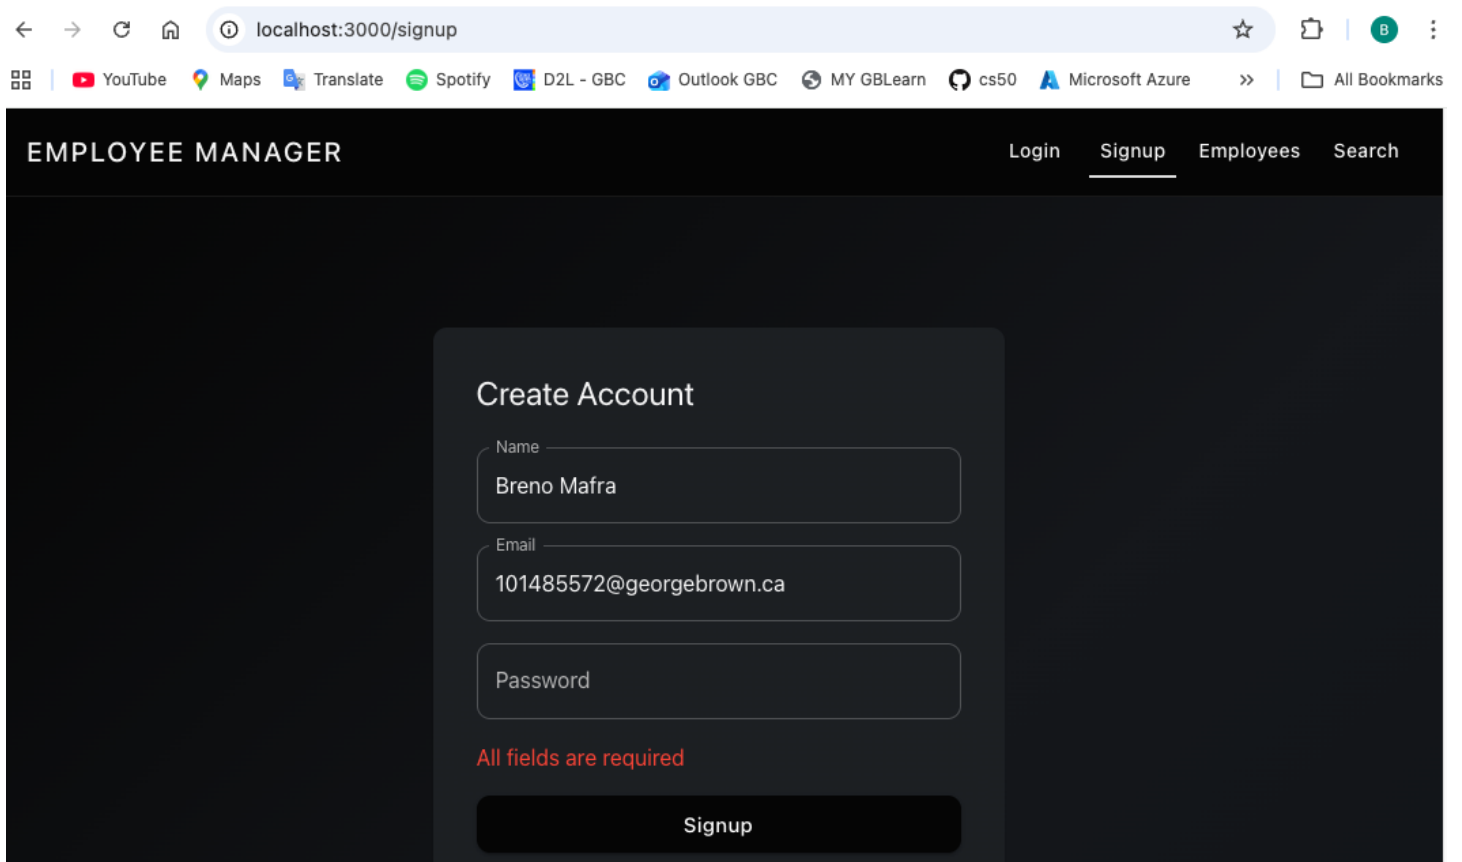 localhost:3000/signup
B
YouTube Maps Translate Spotify D2L - GBC Outlook GBC MY GBLearn cs50 Microsoft Azure » All Bookmarks
EMPLOYEE MANAGER Login Signup Employees Search
Create Account
Name
Breno Mafra
Email
101485572@georgebrown.ca
Password
All fields are required
Signup